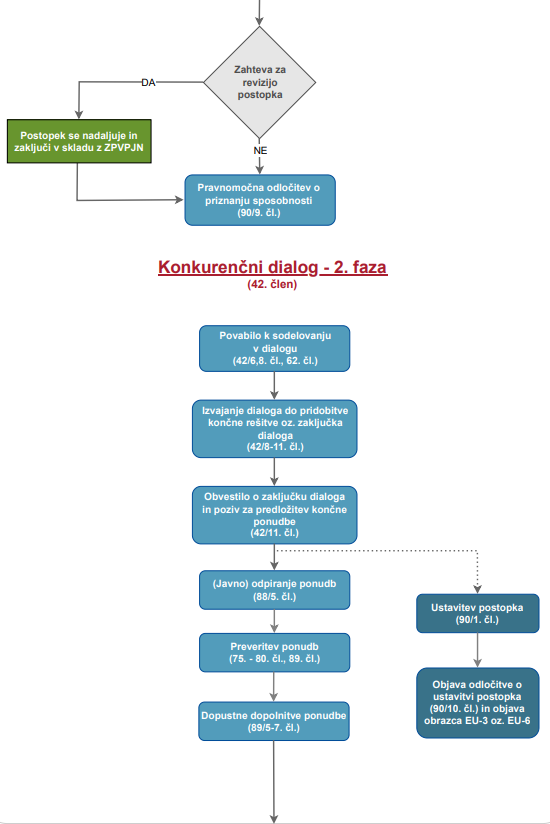 Zahteva za
revizijo
postopka
DA
Postopek se nadaljuje in
zaključi v skladu z ZPVPJN
NE
Pravnomočna odločitev o
priznanju sposobnosti
(90/9. čl.)
Konkurenčni dialog - 2. faza
(42. člen)
Povabilo k sodelovanju
v dialogu
(42/6,8. čl., 62. čl.)
Izvajanje dialoga do pridobitve
končne rešitve oz. zaključka
dialoga
(42/8-11. čl.)
Obvestilo o zaključku dialoga
in poziv za predložitev končne
ponudbe
(42/11. čl.)
(Javno) odpiranje ponudb
(88/5. čl.)
Ustavitev postopka
(90/1. čl.)
Preveritev ponudb
(75. - 80. čl., 89. čl.)
Objava odločitve o
ustavitvi postopka
(90/10. čl.) in objava
obrazca EU-3 oz. EU-6
Dopustne dopolnitve ponudbe
(89/5-7. čl.)